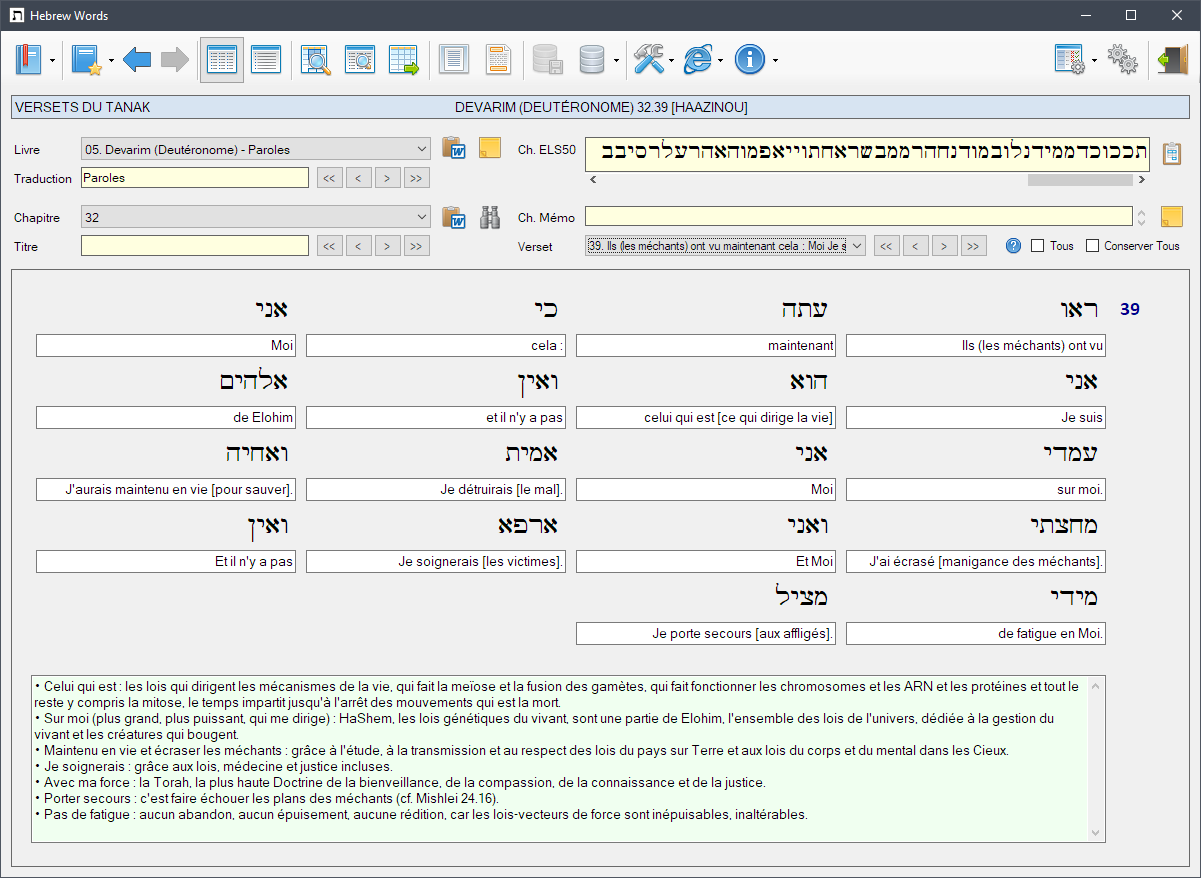 Hebrew Words
VERSETS DU TANAK DEVARIM (DEUTÉRONOME) 32.39 [HAAZINOU]
Livre 05. Devarim (Deutéronome) - Paroles Ch. ELS50 תככוכדממידנלובמודנחהרממבשראחתוייאפמוהאהרעלרסיבב
Traduction Paroles << < > >>
Chapitre 32 Ch. Mémo
Titre << < > >> Verset 39. Ils (les méchants) ont vu maintenant cela : Moi Je s << < > >> Tous Conserver Tous
39 ראו עתה כי אני
Ils (les méchants) ont vu maintenant cela : Moi
אני הוא ואין אלהים
Je suis celui qui est [ce qui dirige la vie] et il n'y a pas de Elohim
עמדי אני אמית ואחיה
sur moi. Moi Je détruirais [le mal]. J'aurais maintenu en vie [pour sauver].
מחצתי ואני ארפא ואין
J'ai écrasé [manigance des méchants]. Et Moi Je soignerais [les victimes]. Et il n'y a pas
מידי מציל
de fatigue en Moi. Je porte secours [aux affligés].
• Celui qui est : les lois qui dirigent les mécanismes de la vie, qui fait la meïose et la fusion des gamètes, qui fait fonctionner les chromosomes et les ARN et les protéines et tout le
reste y compris la mitose, le temps impartit jusqu'à l'arrêt des mouvements qui est la mort.
• Sur moi (plus grand, plus puissant, qui me dirige) : HaShem, les lois génétiques du vivant, sont une partie de Elohim, l'ensemble des lois de l'univers, dédiée à la gestion du
vivant et les créatures qui bougent.
• Maintenu en vie et écraser les méchants : grâce à l'étude, à la transmission et au respect des lois du pays sur Terre et aux lois du corps et du mental dans les Cieux.
• Je soignerais : grâce aux lois, médecine et justice incluses.
• Avec ma force : la Torah, la plus haute Doctrine de la bienveillance, de la compassion, de la connaissance et de la justice.
• Porter secours : c'est faire échouer les plans des méchants (cf. Mishlei 24.16).
• Pas de fatigue : aucun abandon, aucun épuisement, aucune rédition, car les lois-vecteurs de force sont inépuisables, inaltérables.